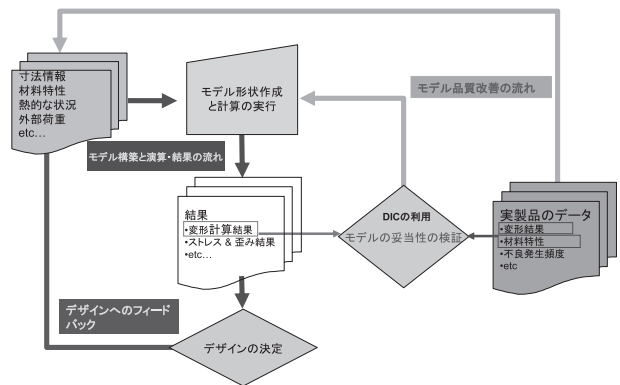 寸法情報
材料特性
熱的な状況
外部荷重
etc…
モデル形状作成
と計算の実行
モデル品質改善の流れ
モデル構築と演算・結果の流れ
結果
•変形計算結果
•ストレス & 歪み結果
•etc…
DICの利用
モデルの妥当性の検証
実製品のデータ
•変形結果
•材料特性
•不良発生頻度
•etc
デザインへのフィード
バック
デザインの決定